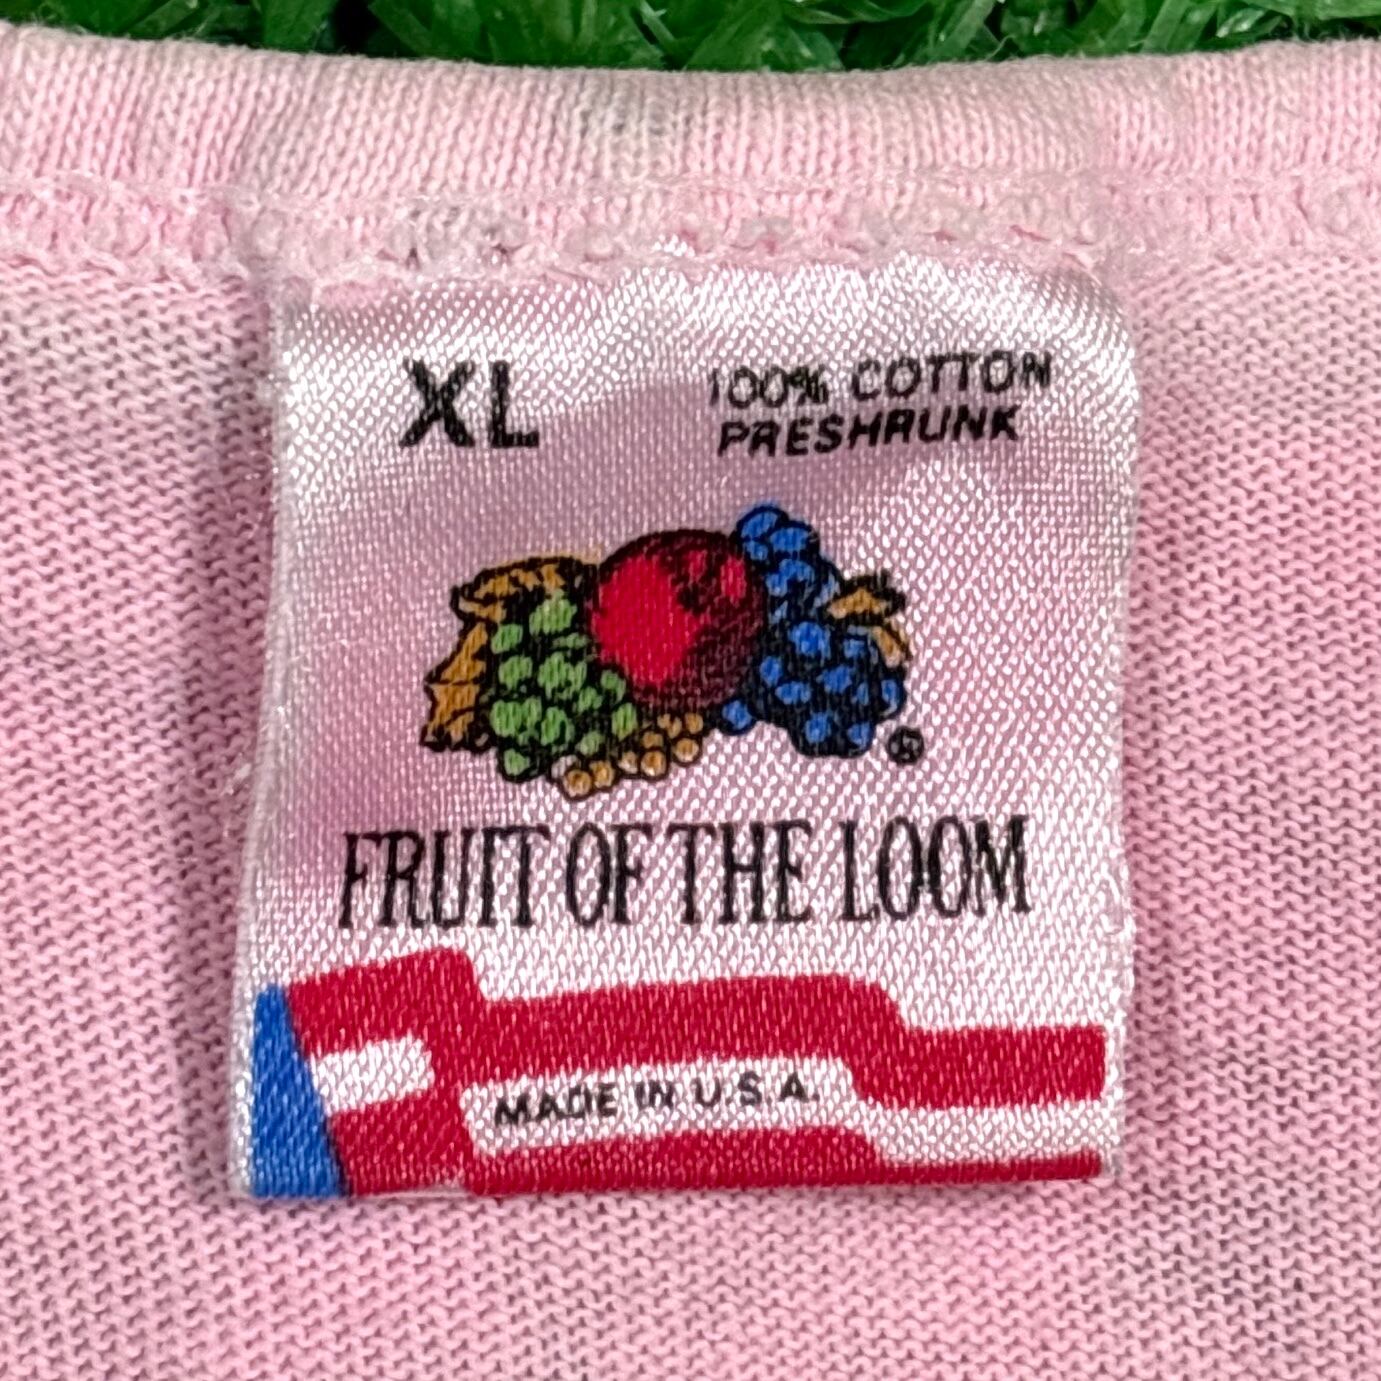 XL
100% COTTON
PRESHRUNK
®
FRUIT OF THE LOOM
MADE IN U.S.A.